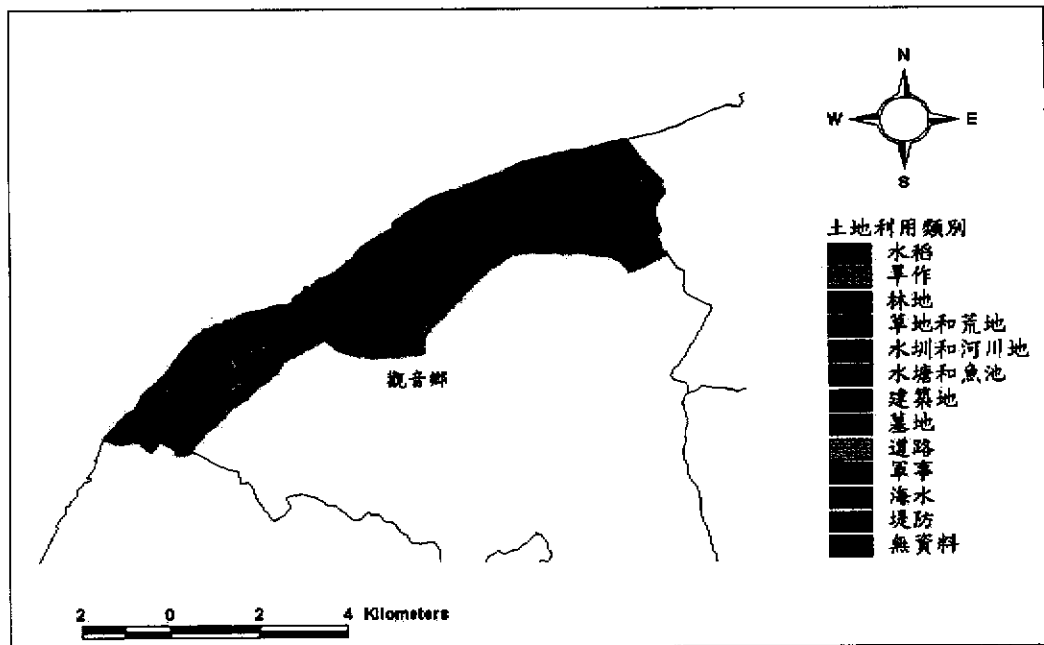 N
W E
S
土地利用類別
水稻
旱作
林地
草地和荒地
水圳和河川地
水塘和魚池
建築地
墓地
道路
軍事
海水
堤防
無資料
觀音鄉
2 0 2 4 Kilometers